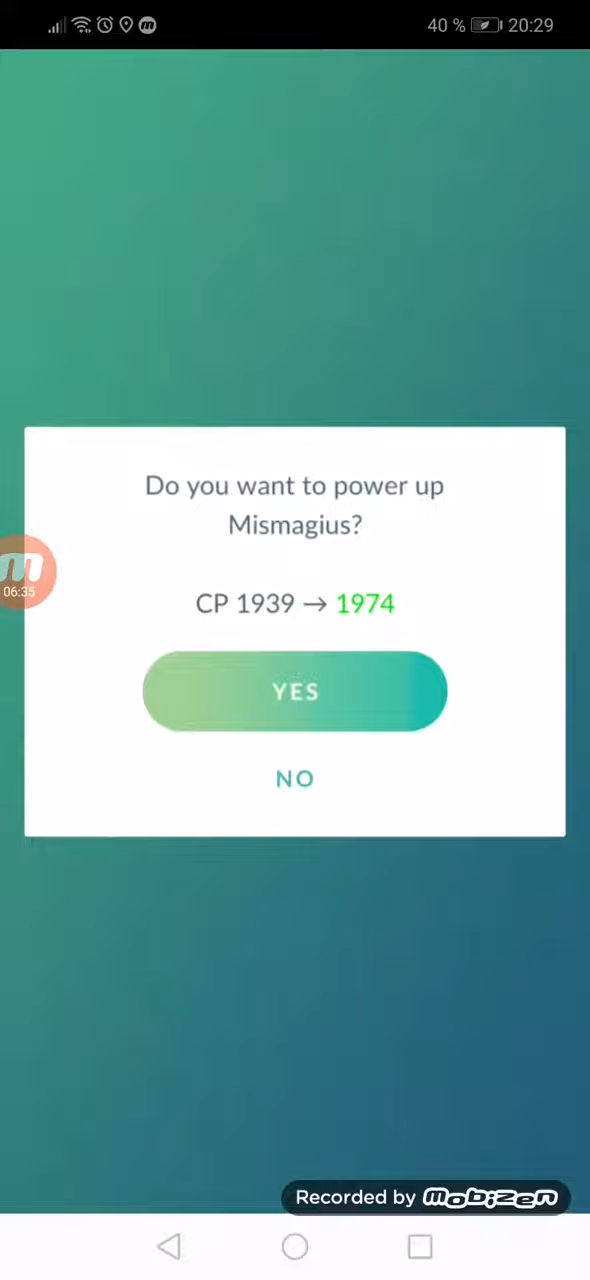 40 % 20:29
Do you want to power up
Mismagius?
CP 1939 → 1974
06:35
YES
NO
Recorded by Mobizen